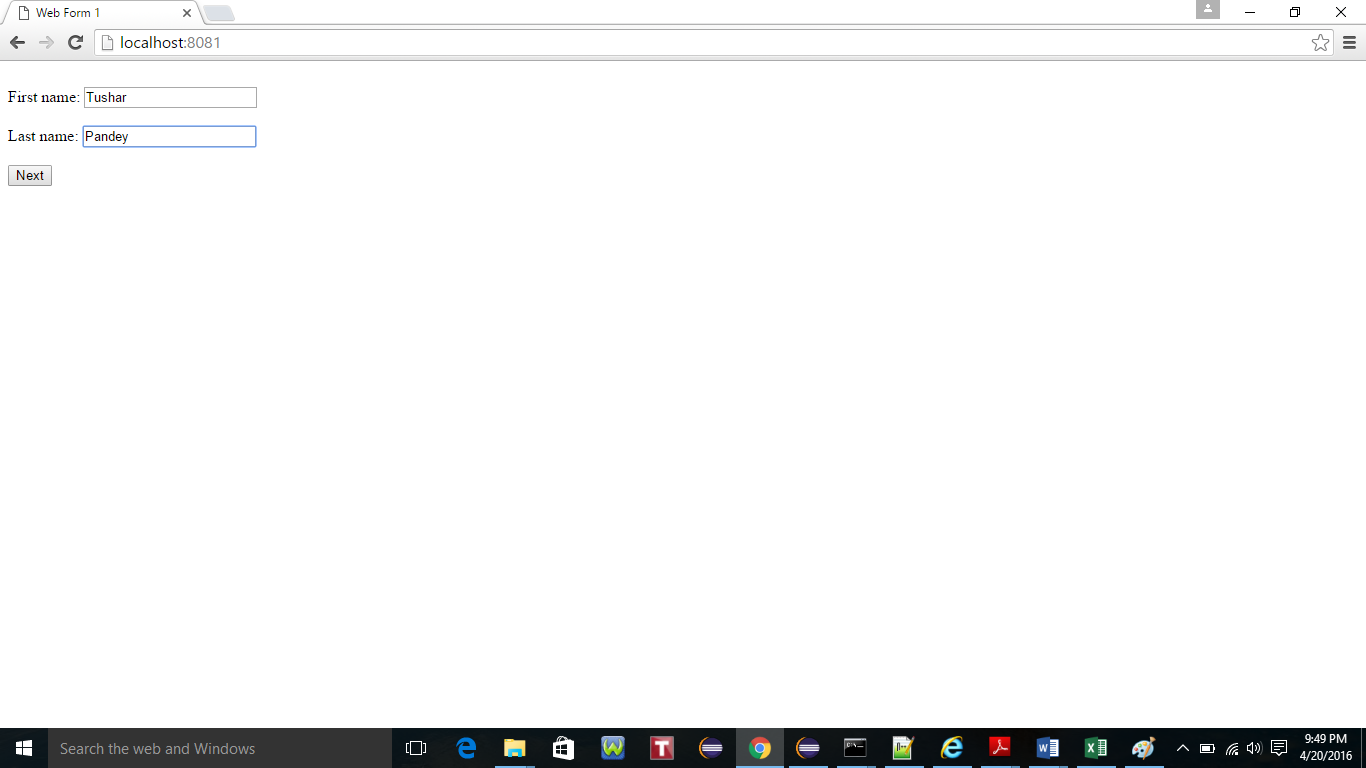 Web Form 1
localhost:8081
First name: Tushar
Last name: Pandey
Next
Search the web and Windows
9:49 PM
4/20/2016